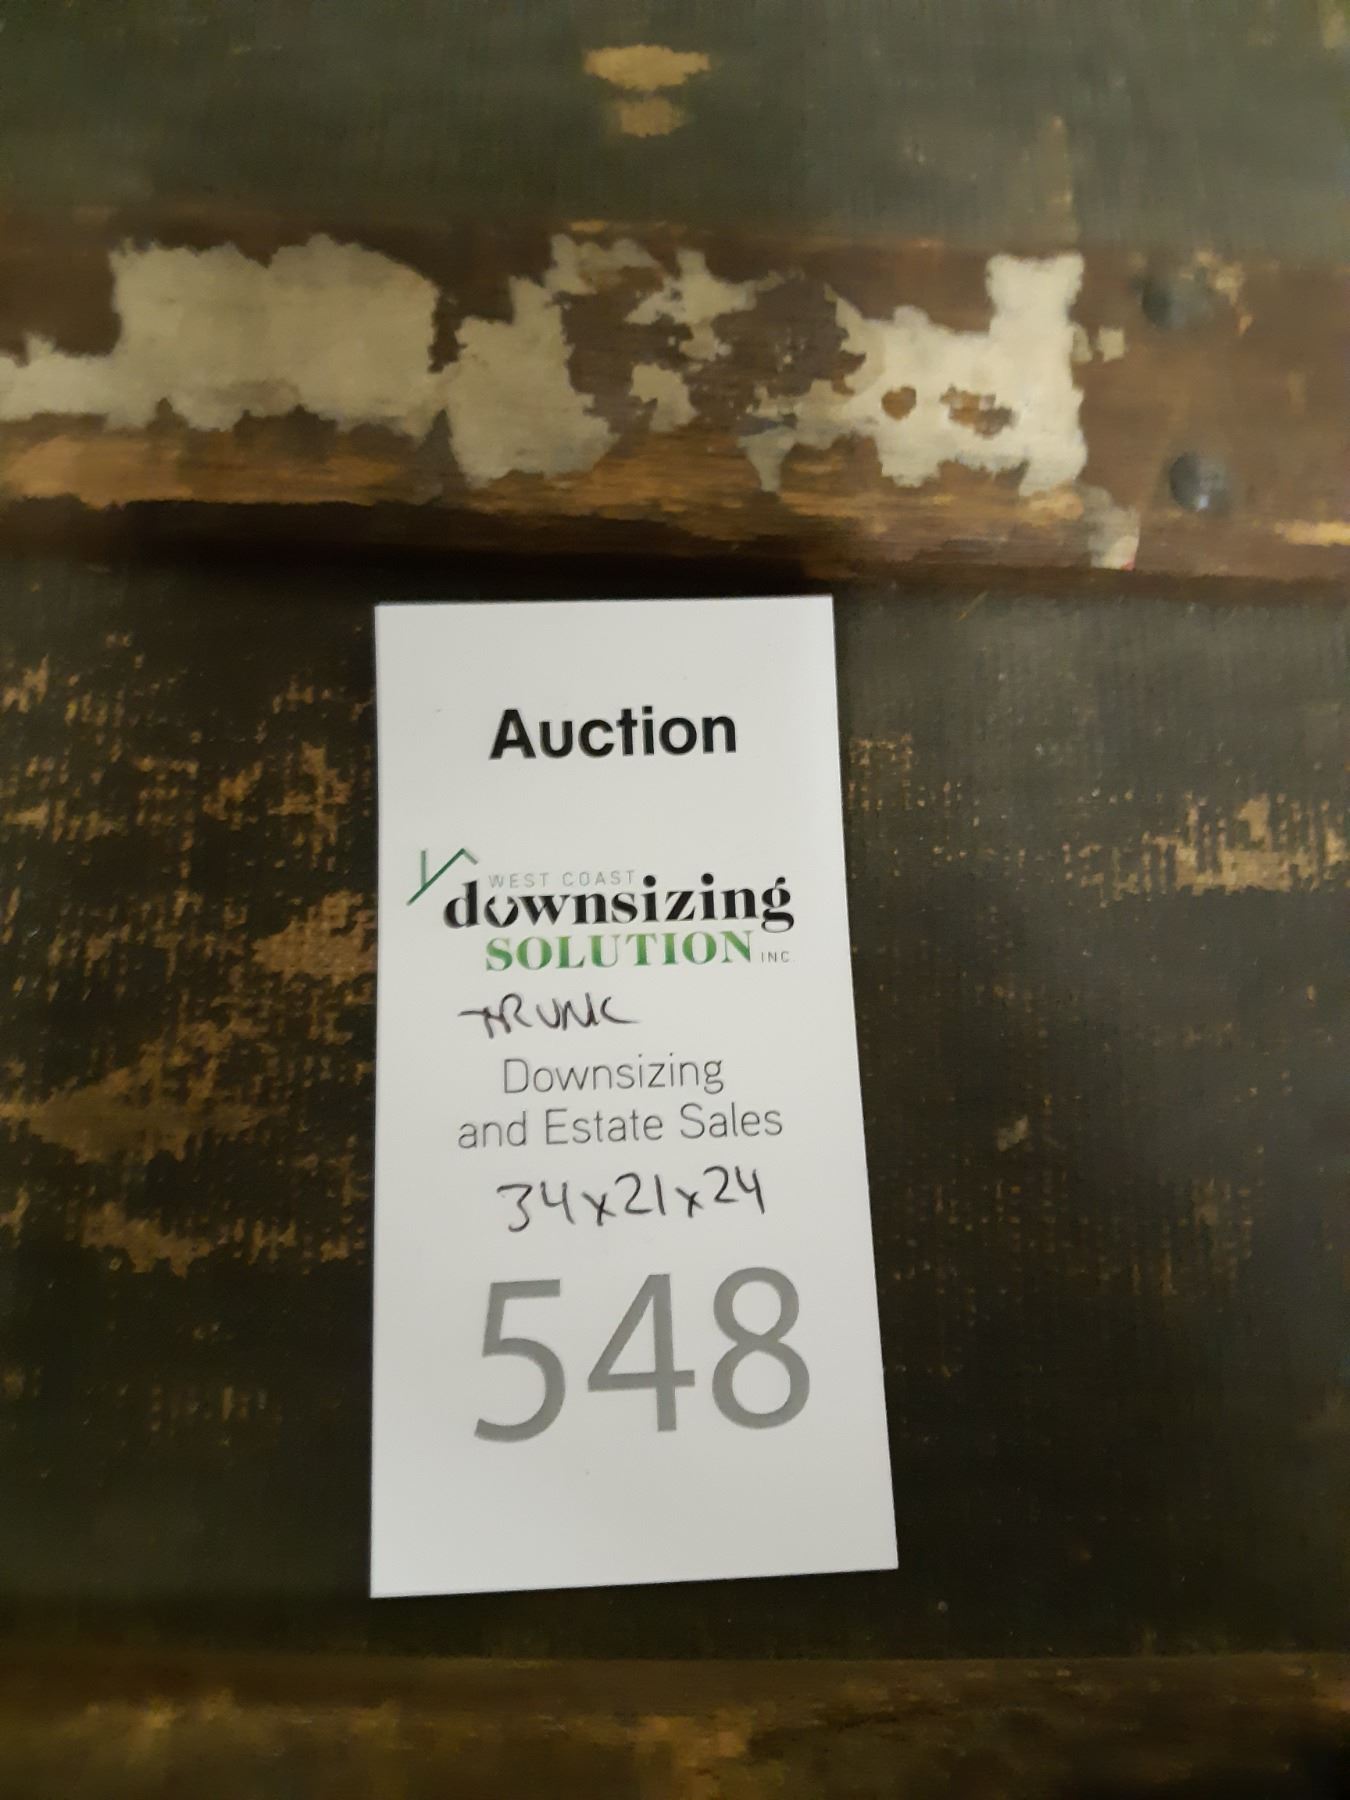 Auction
WEST COAST
downsizing
SOLUTION INC.
TRUNK
Downsizing
and Estate Sales
34x21x24
548